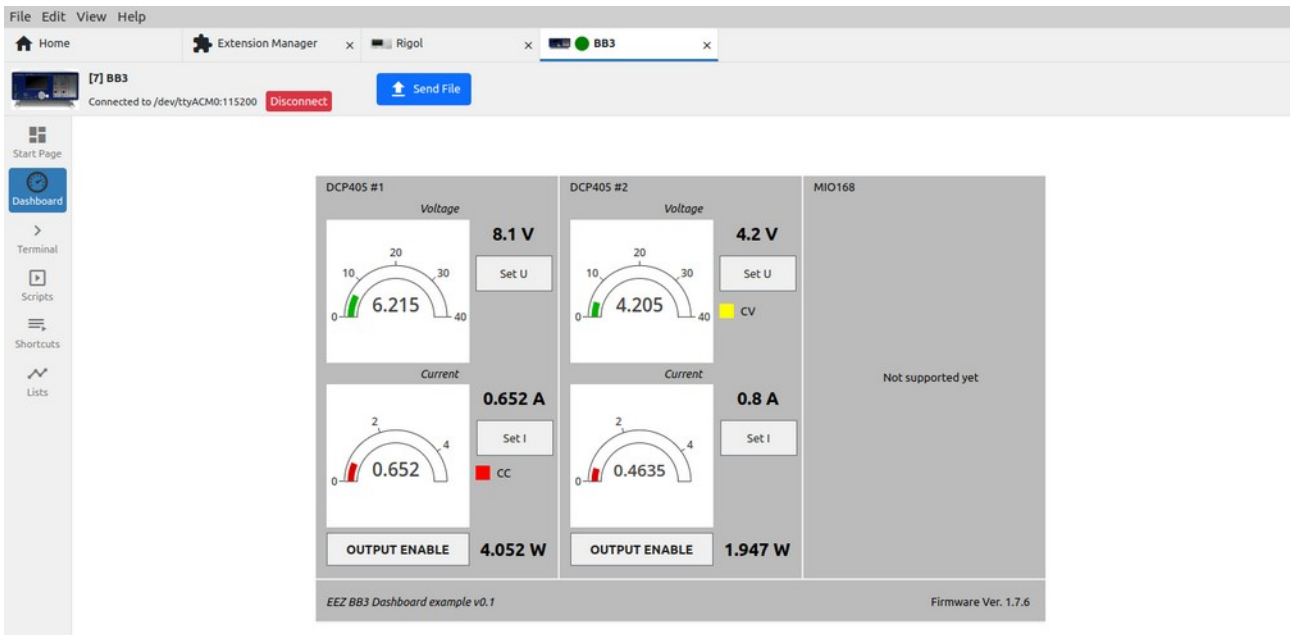 File Edit View Help
Home
Extension Manager ×
Rigol ×
BB3 ×
[7] BB3
Connected to /dev/ttyACM0:115200 Disconnect
Send File
Start Page
Dashboard
Terminal
Scripts
Shortcuts
Lists
DCP405 #1
Voltage
0 10 20 30 40
6.215
8.1 V
Set U
Current
0 2 4
0.652
0.652 A
Set I
CC
OUTPUT ENABLE
4.052 W
DCP405 #2
Voltage
0 10 20 30 40
4.205
4.2 V
Set U
CV
Current
0 2 4
0.4635
0.8 A
Set I
OUTPUT ENABLE
1.947 W
MIO168
Not supported yet
EEZ BB3 Dashboard example v0.1
Firmware Ver. 1.7.6